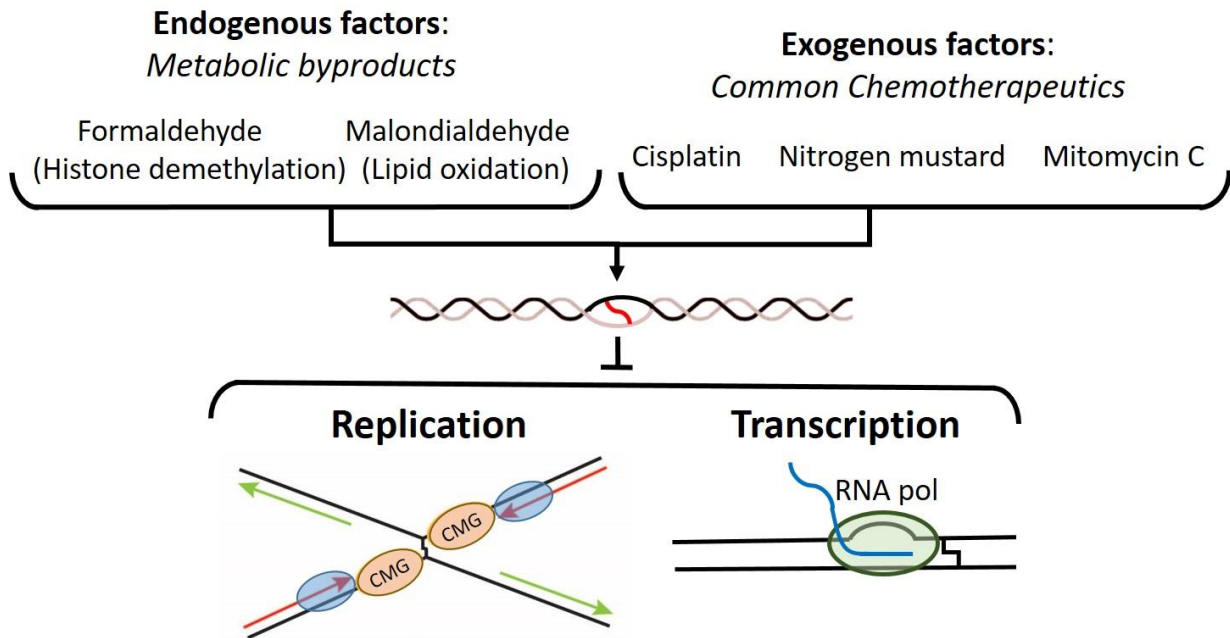 Endogenous factors:
Metabolic byproducts
Formaldehyde
(Histone demethylation)
Malondialdehyde
(Lipid oxidation)
Exogenous factors:
Common Chemotherapeutics
Cisplatin
Nitrogen mustard
Mitomycin C
Replication
CMG
CMG
Transcription
RNA pol